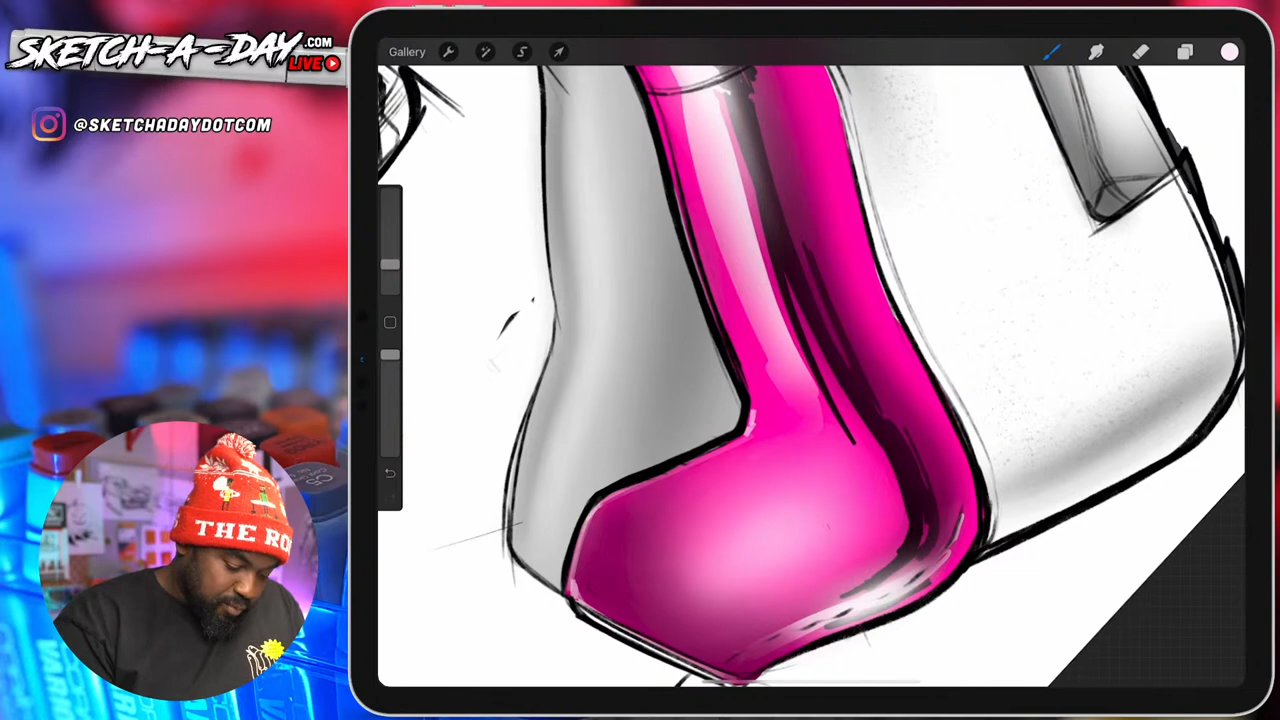 SKETCH-A-DAY.COM
LIVE
@SKETCHADAYDOTCOM
Gallery
THE RO